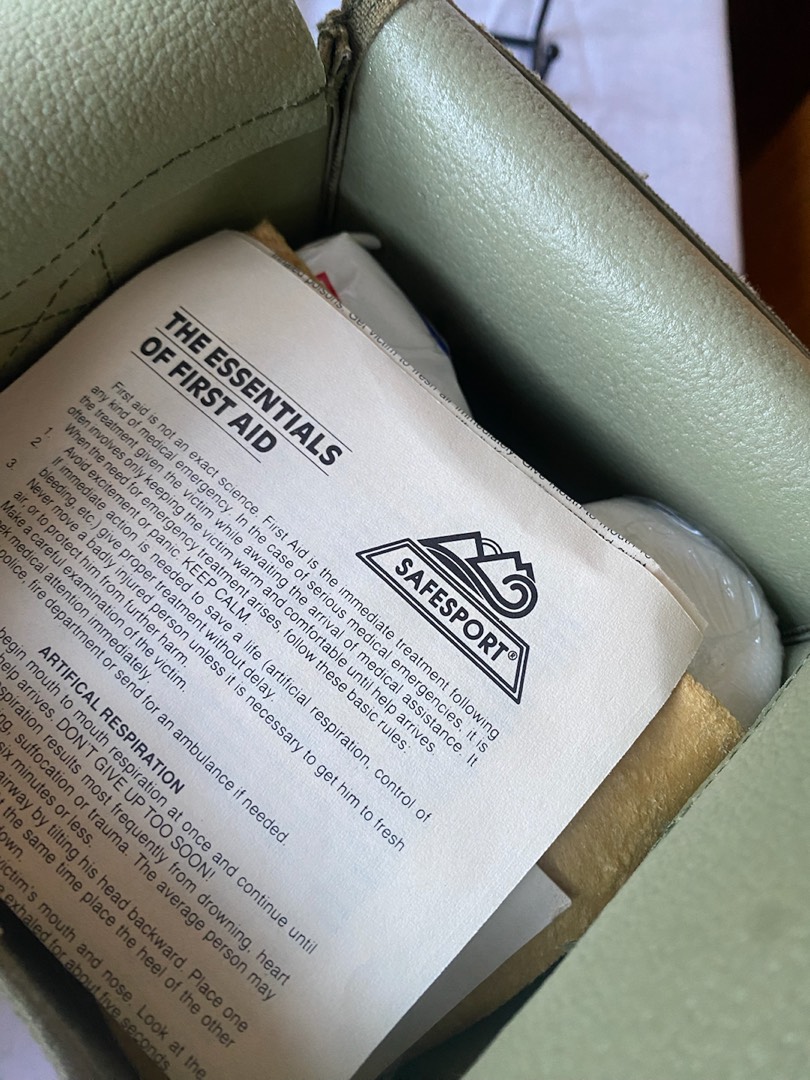 THE ESSENTIALS
OF FIRST AID
SAFESPORT®
First aid is not an exact science. First Aid is the immediate treatment following
any kind of medical emergency. In the case of serious medical emergencies, it is
the treatment given the victim while awaiting the arrival of medical assistance. It
often involves only keeping the victim warm and comfortable until help arrives.
When the need for emergency treatment arises, follow these basic rules:
1. Avoid excitement or panic. KEEP CALM.
2. If immediate action is needed to save a life (artificial respiration, control of
bleeding, etc.) give proper treatment without delay.
3. Never move a badly injured person unless it is necessary to get him to fresh
air, or to protect him from further harm.
Make a careful examination of the victim.
medical attention immediately
police, fire department or send for an ambulance if needed.
ARTIFICAL RESPIRATION
begin mouth to mouth respiration at once and continue until
help arrives. DON'T GIVE UP TOO SOON!
results most frequently from drowning, heart
suffocation or trauma. The average person may
six minutes or less.
airway by tilting his head backward. Place one
the same time place the heel of the other
victim's mouth and nose. Look at the
exhaled for about five seconds.